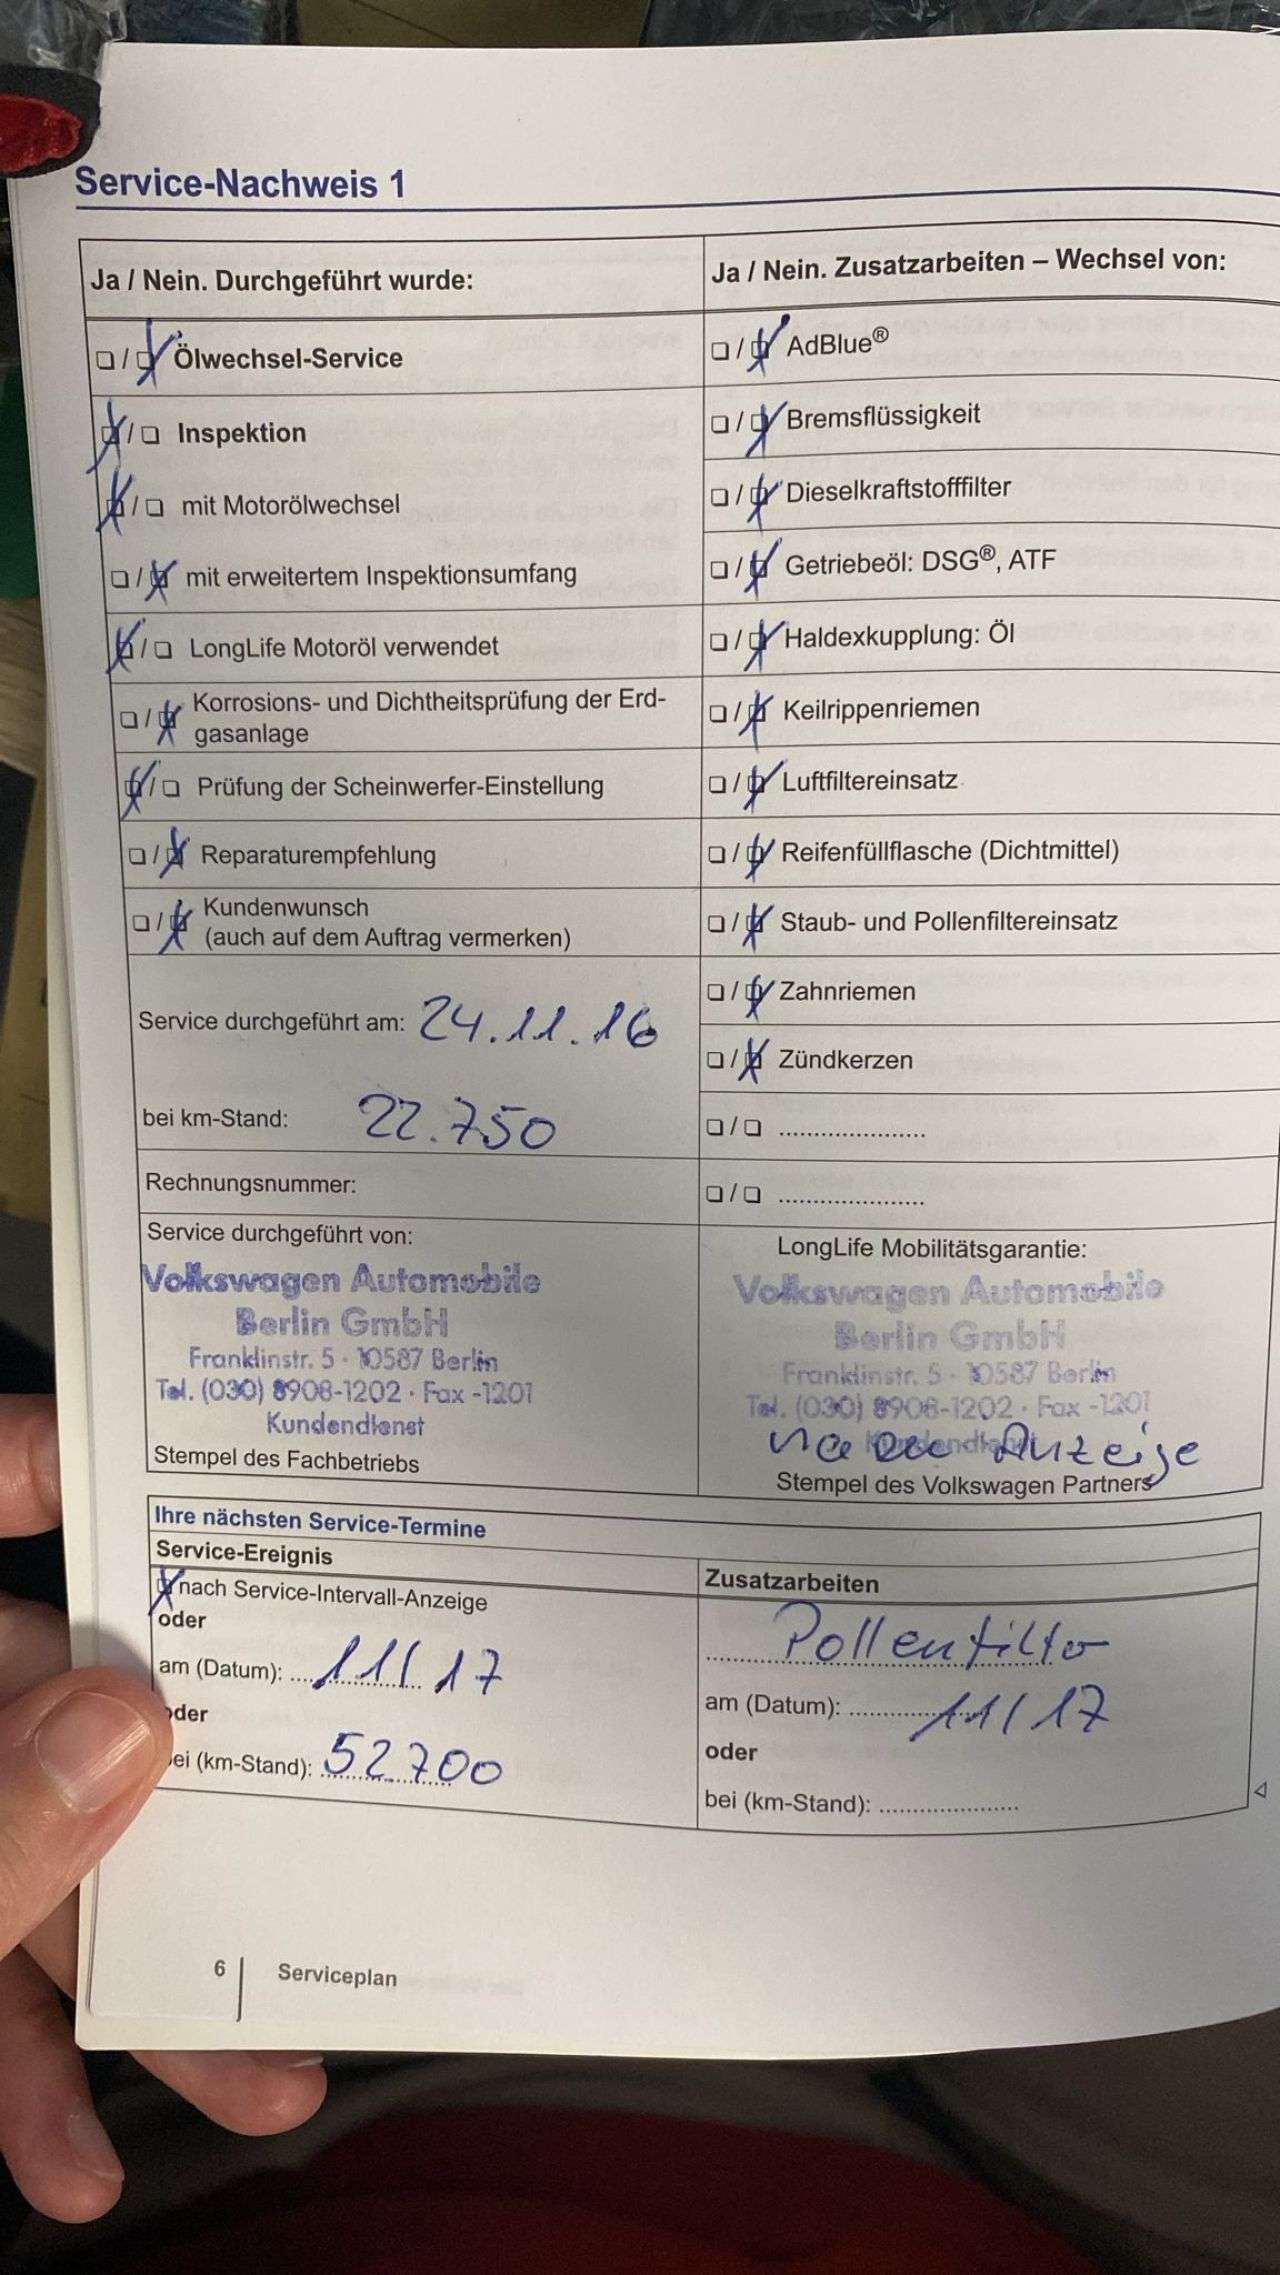 Service-Nachweis 1
Ja / Nein. Durchgeführt wurde:
❏ / ❏ Ölwechsel-Service
❏ / ❏ Inspektion
❏ / ❏ mit Motorölwechsel
❏ / ❏ mit erweitertem Inspektionsumfang
❏ / ❏ LongLife Motoröl verwendet
❏ / ❏ Korrosions- und Dichtheitsprüfung der Erd-
gasanlage
❏ / ❏ Prüfung der Scheinwerfer-Einstellung
❏ / ❏ Reparaturempfehlung
❏ / ❏ Kundenwunsch
(auch auf dem Auftrag vermerken)
Service durchgeführt am: 24.11.16
bei km-Stand: 22.750
Rechnungsnummer:
Service durchgeführt von:
Volkswagen Automobile
Berlin GmbH
Franklinstr. 5 · 10587 Berlin
Tel. (030) 8908-1202 · Fax -1201
Kundendienst
Stempel des Fachbetriebs
Ja / Nein. Zusatzarbeiten – Wechsel von:
❏ / ❏ AdBlue®
❏ / ❏ Bremsflüssigkeit
❏ / ❏ Dieselkraftstofffilter
❏ / ❏ Getriebeöl: DSG®, ATF
❏ / ❏ Haldexkupplung: Öl
❏ / ❏ Keilrippenriemen
❏ / ❏ Luftfiltereinsatz
❏ / ❏ Reifenfüllflasche (Dichtmittel)
❏ / ❏ Staub- und Pollenfiltereinsatz
❏ / ❏ Zahnriemen
❏ / ❏ Zündkerzen
❏ / ❏ .....................
❏ / ❏ .....................
LongLife Mobilitätsgarantie:
Volkswagen Automobile
Berlin GmbH
Franklinstr. 5 · 10587 Berlin
Tel. (030) 8908-1202 · Fax -1201
Kundendienst
Anzeige
Stempel des Volkswagen Partners
Ihre nächsten Service-Termine
Service-Ereignis
❏ nach Service-Intervall-Anzeige
oder
am (Datum): 11/17
oder
bei (km-Stand): 52700
Zusatzarbeiten
Pollenfilter
am (Datum): 11/17
oder
bei (km-Stand): .....................
6 Serviceplan